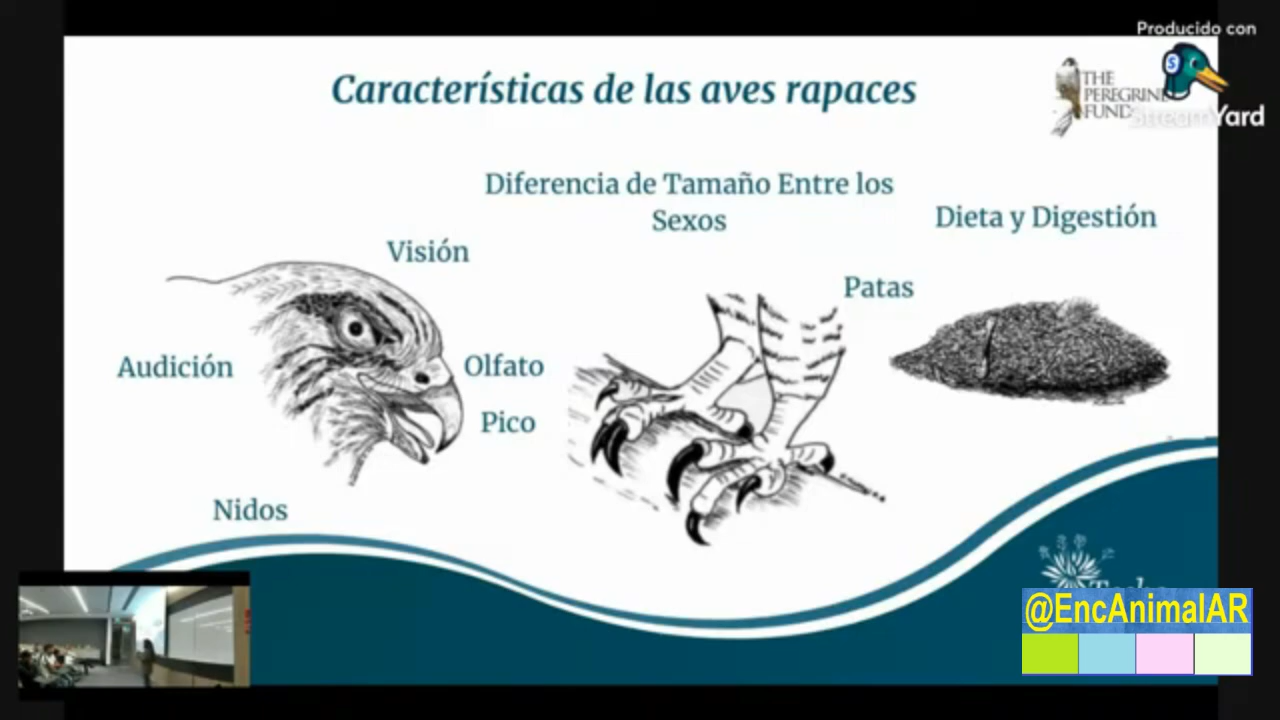 Producido con
Características de las aves rapaces
THE
PEREGRINE
FUND
StreamYard
Diferencia de Tamaño Entre los
Sexos
Dieta y Digestión
Visión
Patas
Audición
Olfato
Pico
Nidos
@EncAnimalAR